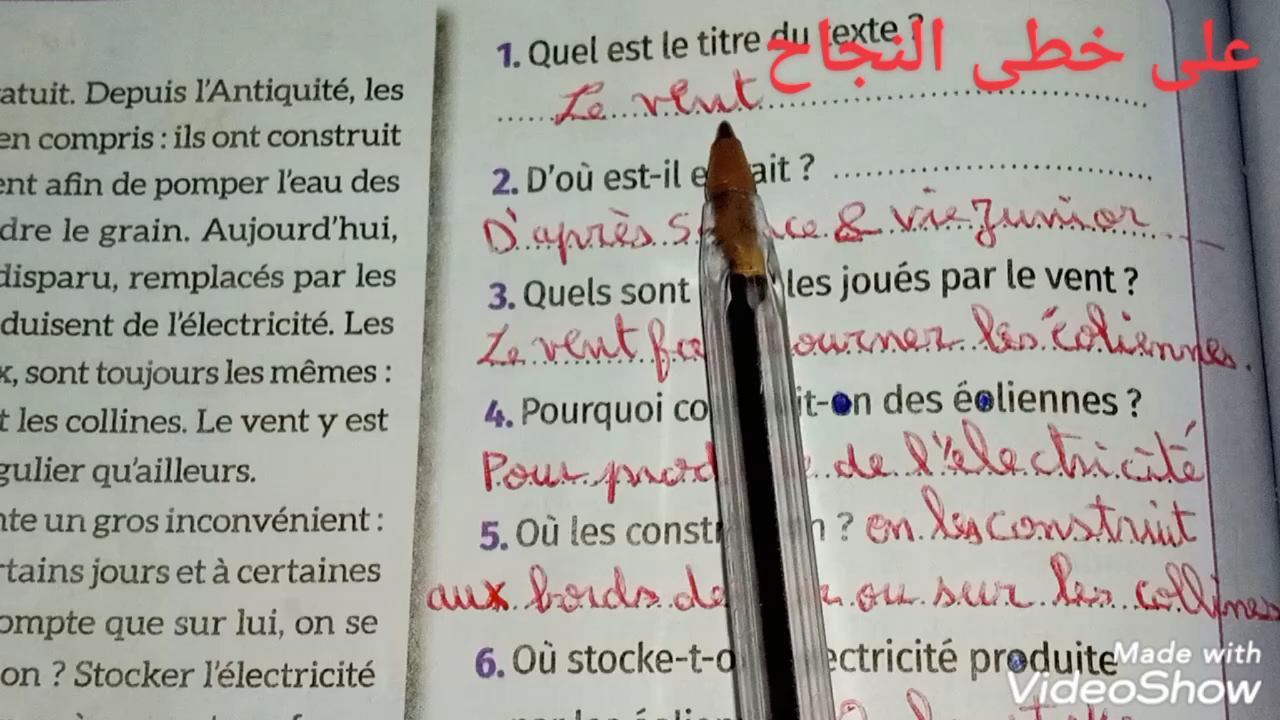 atuit. Depuis l'Antiquité, les
en compris : ils ont construit
ent afin de pomper l'eau des
dre le grain. Aujourd'hui,
disparu, remplacés par les
duisent de l'électricité. Les
x, sont toujours les mêmes :
t les collines. Le vent y est
gulier qu'ailleurs.
nte un gros inconvénient :
rtains jours et à certaines
ompte que sur lui, on se
on ? Stocker l'électricité
على خطى النجاح
1. Quel est le titre du texte ?
Le vent
2. D'où est-il ait ?
D'après & vie Junior
3. Quels sont les joués par le vent ?
Le vent les éoliennes.
4. Pourquoi it-on des éoliennes ?
Pour de l'électricité
5. Où les ? en les construit
aux bords ou sur les collines
6. Où stocke-t-o ectricité produite
Made with
VideoShow